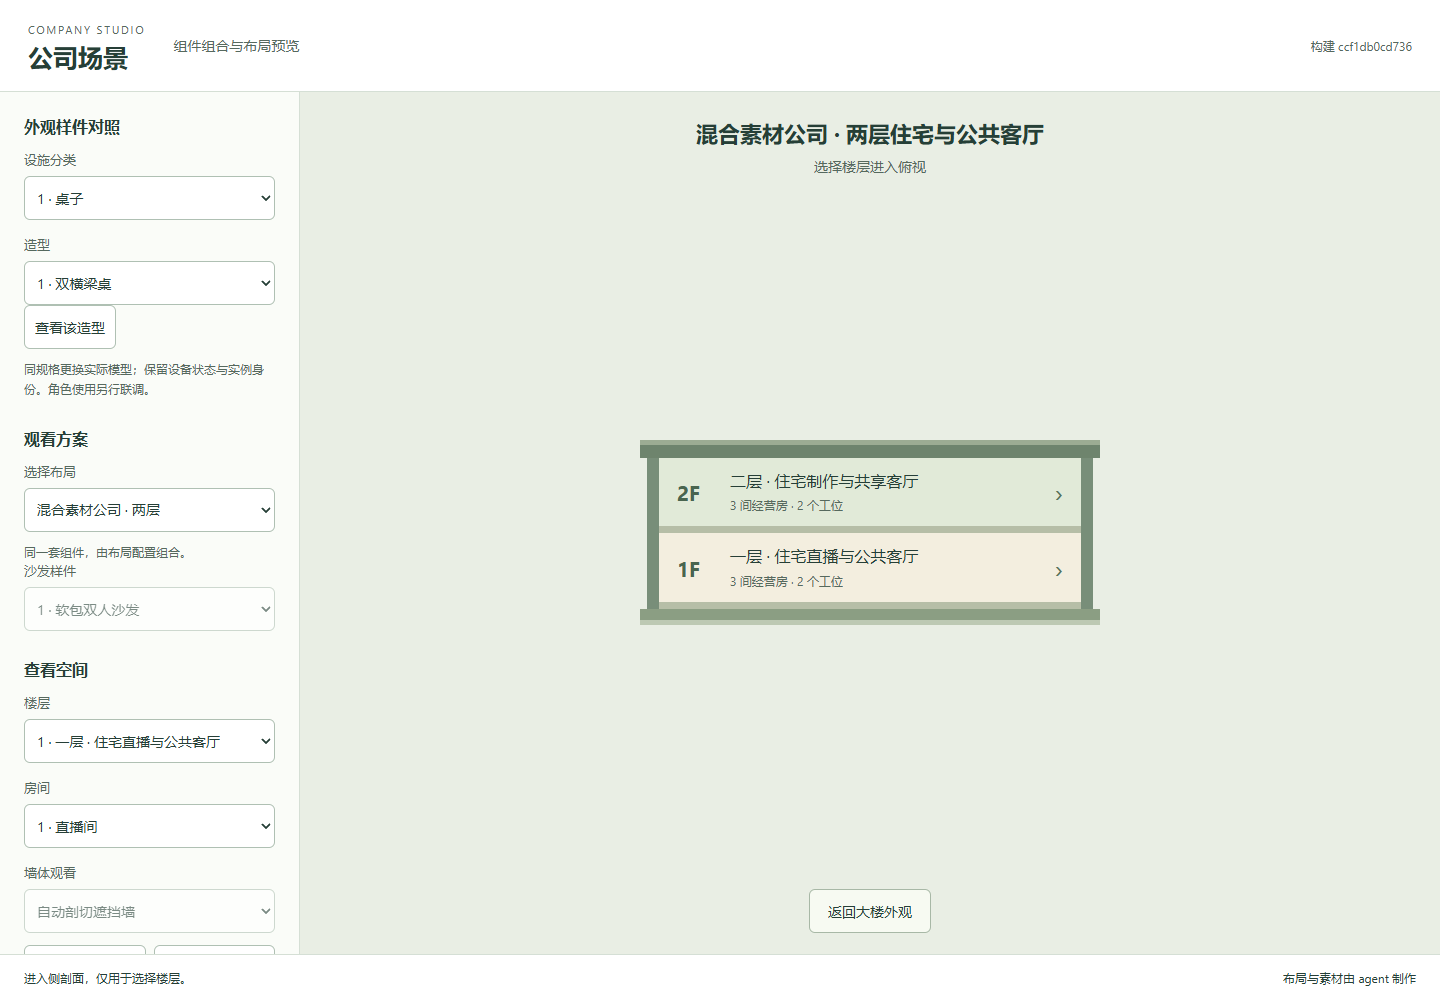 COMPANY STUDIO
公司场景
组件组合与布局预览
构建 ccf1db0cd736
外观样件对照
设施分类
1 · 桌子
造型
1 · 双横梁桌
查看该造型
同规格更换实际模型；保留设备状态与实例身
份。角色使用另行联调。
观看方案
选择布局
混合素材公司 · 两层
同一套组件，由布局配置组合。
沙发样件
1 · 软包双人沙发
查看空间
楼层
1 · 一层 · 住宅直播与公共客厅
房间
1 · 直播间
墙体观看
自动剖切遮挡墙
混合素材公司 · 两层住宅与公共客厅
选择楼层进入俯视
2F
二层 · 住宅制作与共享客厅
3 间经营房 · 2 个工位
›
1F
一层 · 住宅直播与公共客厅
3 间经营房 · 2 个工位
›
返回大楼外观
进入侧剖面，仅用于选择楼层。
布局与素材由 agent 制作